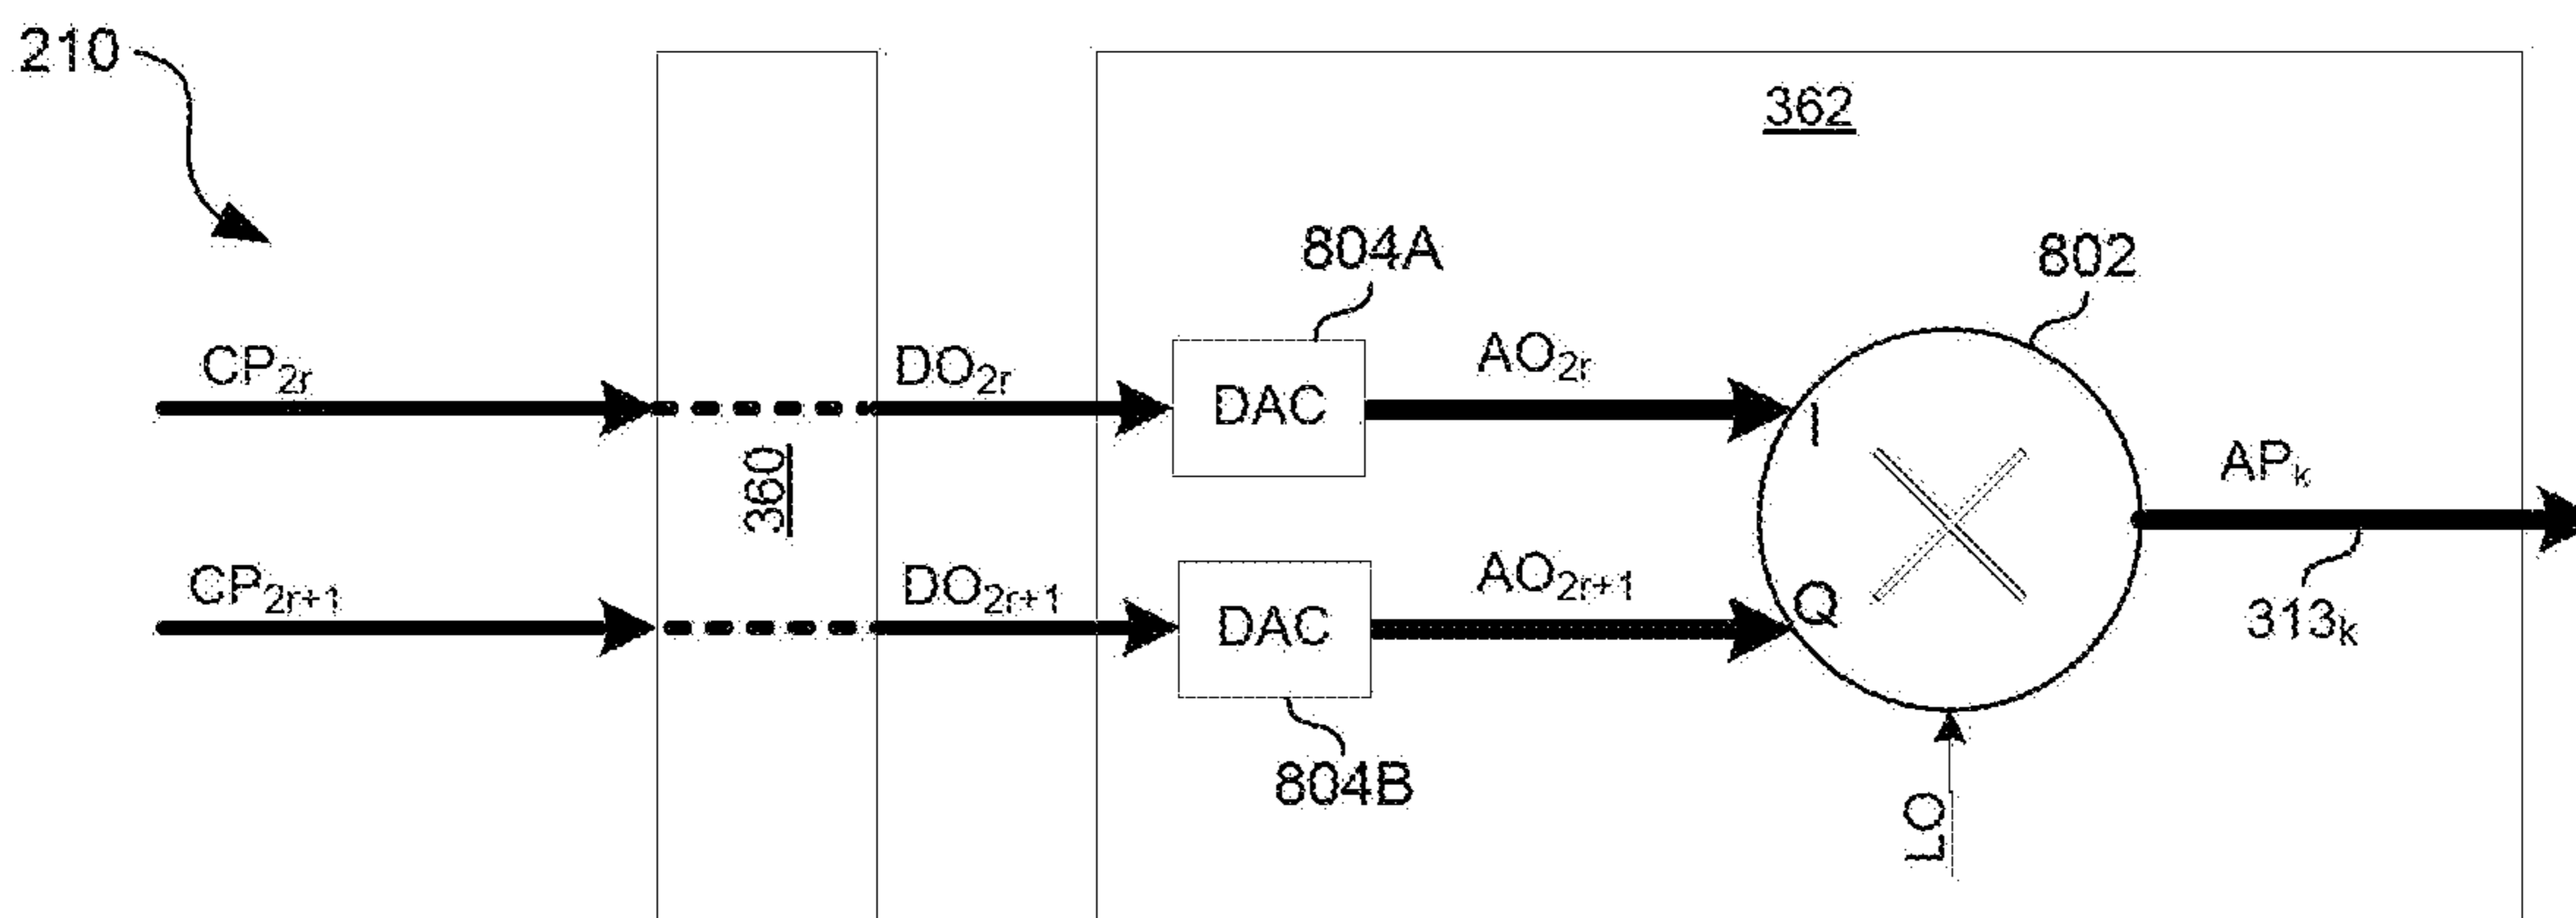 210
362
804A
802
CP2r
DO2r
DAC
AO2r
I
APk
360
CP2r+1
DO2r+1
DAC
AO2r+1
Q
313k
804B
LO